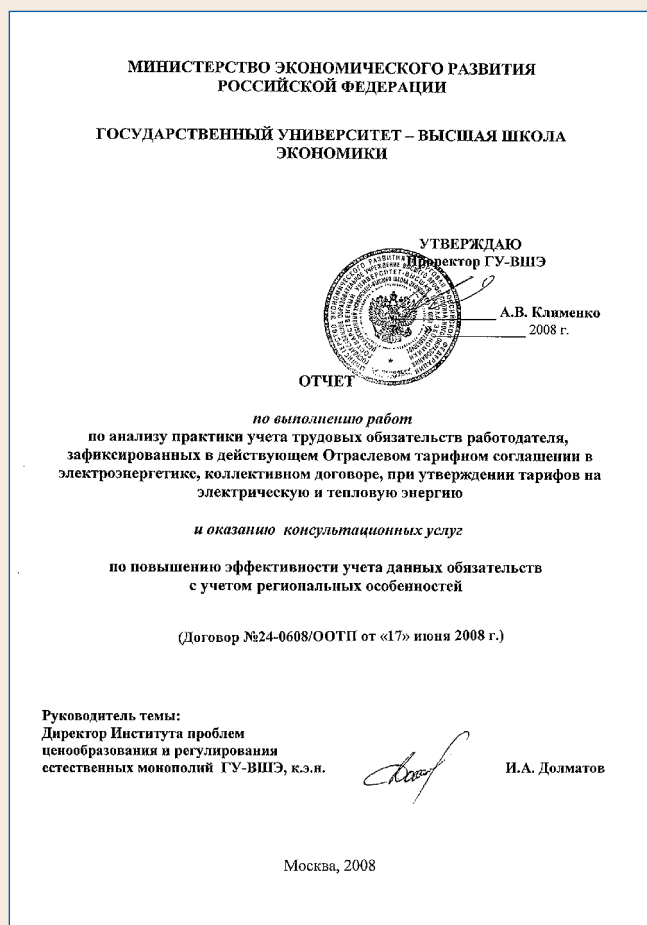 МИНИСТЕРСТВО ЭКОНОМИЧЕСКОГО РАЗВИТИЯ
РОССИЙСКОЙ ФЕДЕРАЦИИ
ГОСУДАРСТВЕННЫЙ УНИВЕРСИТЕТ – ВЫСШАЯ ШКОЛА
ЭКОНОМИКИ
УТВЕРЖДАЮ
Проректор ГУ-ВШЭ
А.В. Клименко
2008 г.
ОТЧЕТ
по выполнению работ
по анализу практики учета трудовых обязательств работодателя,
зафиксированных в действующем Отраслевом тарифном соглашении в
электроэнергетике, коллективном договоре, при утверждении тарифов на
электрическую и тепловую энергию
и оказанию консультационных услуг
по повышению эффективности учета данных обязательств
с учетом региональных особенностей
(Договор №24-0608/ООТП от «17» июня 2008 г.)
Руководитель темы:
Директор Института проблем
ценообразования и регулирования
естественных монополий ГУ-ВШЭ, к.э.н.
И.А. Долматов
Москва, 2008